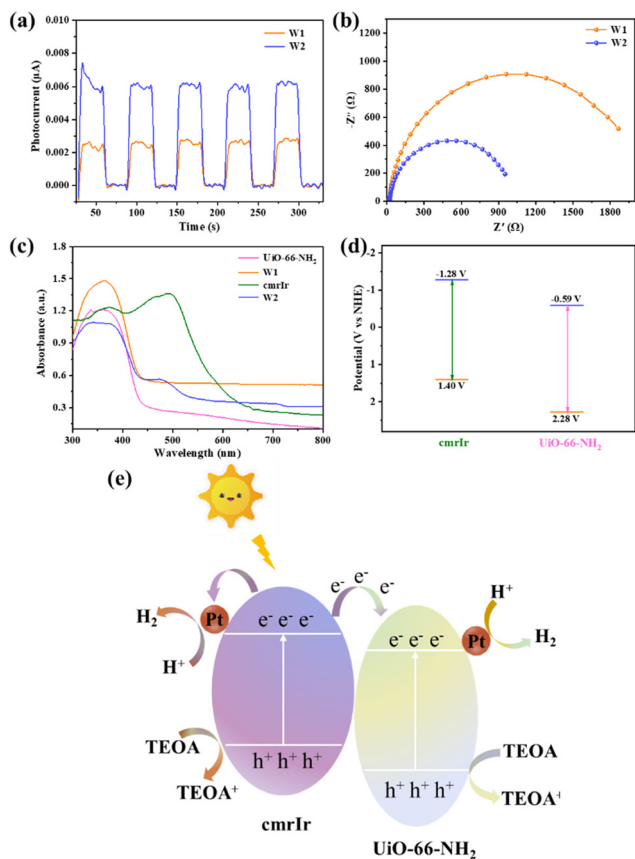 (a)
W1
W2
0.010
0.008
0.006
0.004
0.002
0.000
Photocurrent (μA)
50 100 150 200 250 300
Time (s)
(b)
W1
W2
1200
1000
800
600
400
200
0
-Z'' (Ω)
0 300 600 900 1200 1500 1800
Z' (Ω)
(c)
UiO-66-NH2
W1
cmrIr
W2
1.8
1.5
1.2
0.9
0.6
0.3
Absorbance (a.u.)
300 400 500 600 700 800
Wavelength (nm)
(d)
-1
0
1
2
Potential (V vs NHE)
-1.28 V
-0.59 V
1.40 V
2.28 V
cmrIr UiO-66-NH2
(e)
e- e- e-
H2 Pt H+
e- e- e-
e- e- e-
Pt H+ H2
TEOA
TEOA+
h+ h+ h+
h+ h+ h+
TEOA
TEOA+
cmrIr
UiO-66-NH2